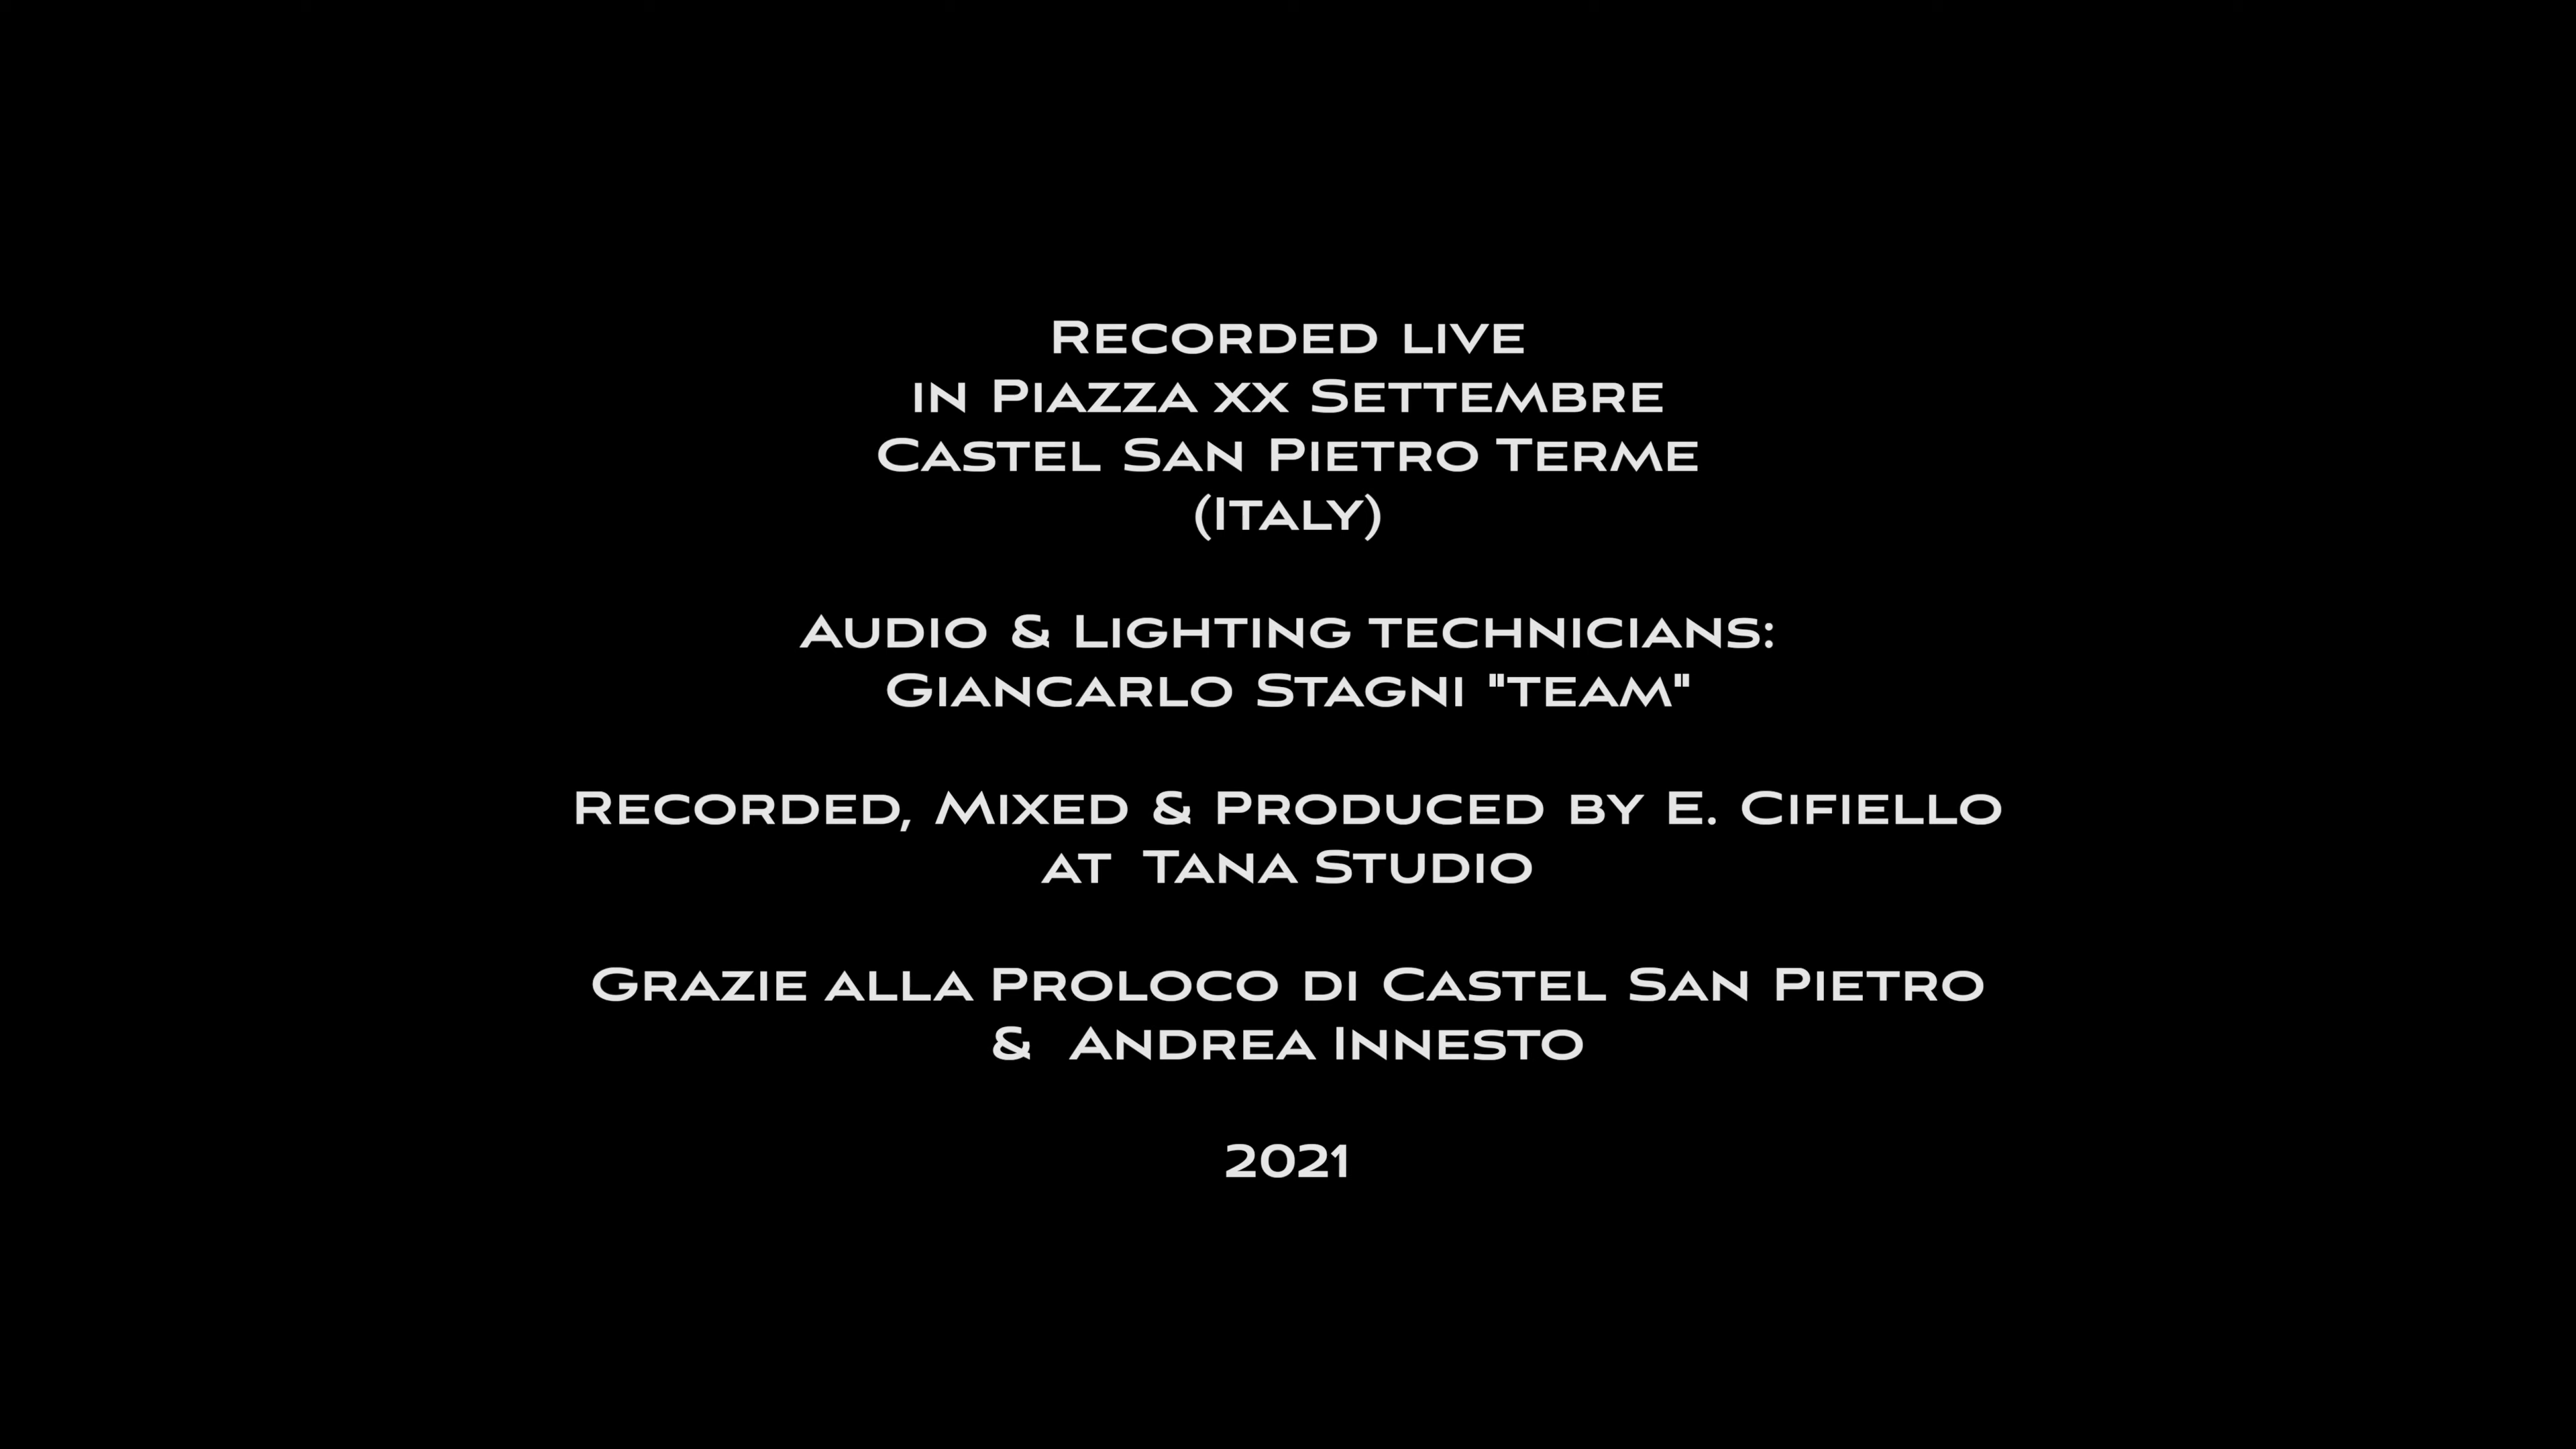 Recorded live
in Piazza xx Settembre
Castel San Pietro Terme
(Italy)
Audio & Lighting technicians:
Giancarlo Stagni "team"
Recorded, Mixed & Produced by E. Cifiello
at Tana Studio
Grazie alla Proloco di Castel San Pietro
& Andrea Innesto
2021